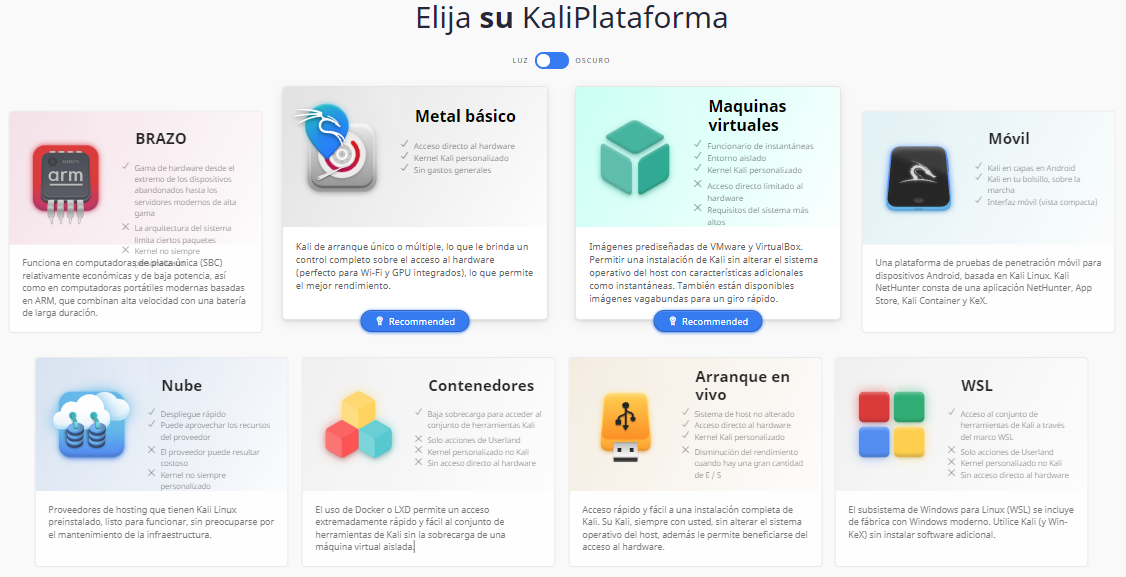 Elija su KaliPlataforma
LUZ OSCURO
BRAZO
arm
Gama de hardware desde el
extremo de los dispositivos
abandonados hasta los
servidores modernos de alta
gama
La arquitectura del sistema
limita ciertos paquetes
Kernel no siempre
Funciona en computadoras de placa única (SBC)
relativamente económicas y de baja potencia, así
como en computadoras portátiles modernas basadas
en ARM, que combinan alta velocidad con una batería
de larga duración.
Metal básico
Acceso directo al hardware
Kernel Kali personalizado
Sin gastos generales
Kali de arranque único o múltiple, lo que le brinda un
control completo sobre el acceso al hardware
(perfecto para Wi-Fi y GPU integrados), lo que permite
el mejor rendimiento.
Recommended
Maquinas
virtuales
Funcionario de instantáneas
Entorno aislado
Kernel Kali personalizado
Acceso directo limitado al
hardware
Requisitos del sistema más
altos
Imágenes prediseñadas de VMware y VirtualBox.
Permitir una instalación de Kali sin alterar el sistema
operativo del host con características adicionales
como instantáneas. También están disponibles
imágenes vagabundas para un giro rápido.
Recommended
Móvil
Kali en capas en Android
Kali en tu bolsillo, sobre la
marcha
Interfaz móvil (vista compacta)
Una plataforma de pruebas de penetración móvil para
dispositivos Android, basada en Kali Linux. Kali
NetHunter consta de una aplicación NetHunter, App
Store, Kali Container y KeX.
Nube
Despliegue rápido
Puede aprovechar los recursos
del proveedor
El proveedor puede resultar
costoso
Kernel no siempre
personalizado
Proveedores de hosting que tienen Kali Linux
preinstalado, listo para funcionar, sin preocuparse por
el mantenimiento de la infraestructura.
Contenedores
Baja sobrecarga para acceder al
conjunto de herramientas Kali
Solo acciones de Userland
Kernel personalizado no Kali
Sin acceso directo al hardware
El uso de Docker o LXD permite un acceso
extremadamente rápido y fácil al conjunto de
herramientas de Kali sin la sobrecarga de una
máquina virtual aislada.
Arranque en
vivo
Sistema de host no alterado
Acceso directo al hardware
Kernel Kali personalizado
Disminución del rendimiento
cuando hay una gran cantidad
de E / S
Acceso rápido y fácil a una instalación completa de
Kali. Su Kali, siempre con usted, sin alterar el sistema
operativo del host, además le permite beneficiarse del
acceso al hardware.
WSL
Acceso al conjunto de
herramientas de Kali a través
del marco WSL
Solo acciones de Userland
Kernel personalizado no Kali
Sin acceso directo al hardware
El subsistema de Windows para Linux (WSL) se incluye
de fábrica con Windows moderno. Utilice Kali (y Win-
KeX) sin instalar software adicional.